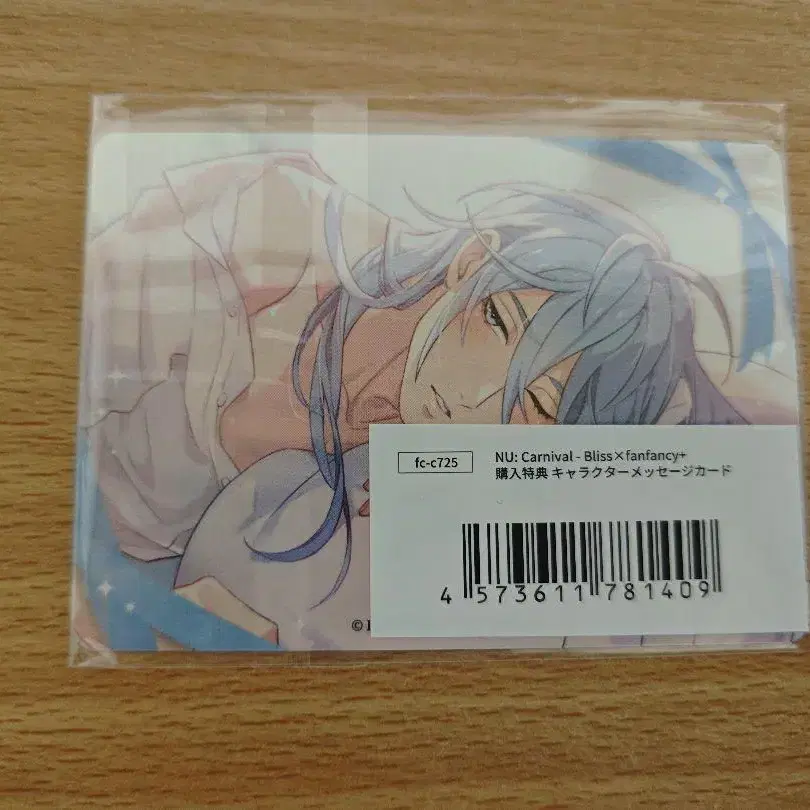 fc-c725
NU: Carnival - Bliss×fanfancy+
購入特典 キャラクターメッセージカード
4 573611 781409
©